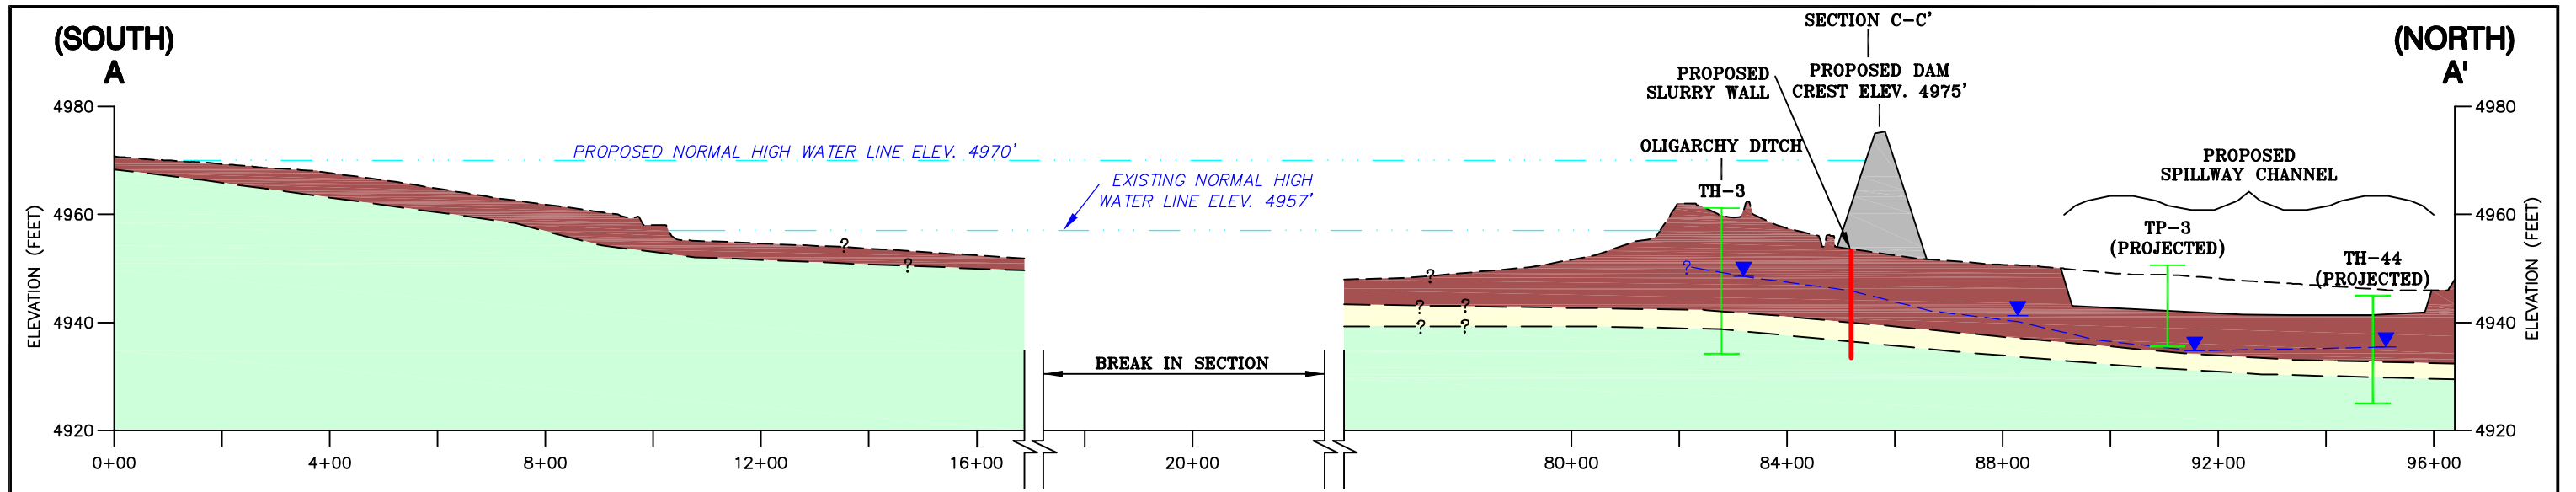 (SOUTH)
A
(NORTH)
A'
SECTION C-C'
PROPOSED
SLURRY WALL
PROPOSED DAM
CREST ELEV. 4975'
4980
4960
4940
4920
ELEVATION (FEET)
PROPOSED NORMAL HIGH WATER LINE ELEV. 4970'
EXISTING NORMAL HIGH
WATER LINE ELEV. 4957'
OLIGARCHY DITCH
TH-3
PROPOSED
SPILLWAY CHANNEL
TP-3
(PROJECTED)
TH-44
(PROJECTED)
?
?
?
?
?
?
?
?
BREAK IN SECTION
4980
4960
4940
4920
ELEVATION (FEET)
0+00
4+00
8+00
12+00
16+00
20+00
80+00
84+00
88+00
92+00
96+00